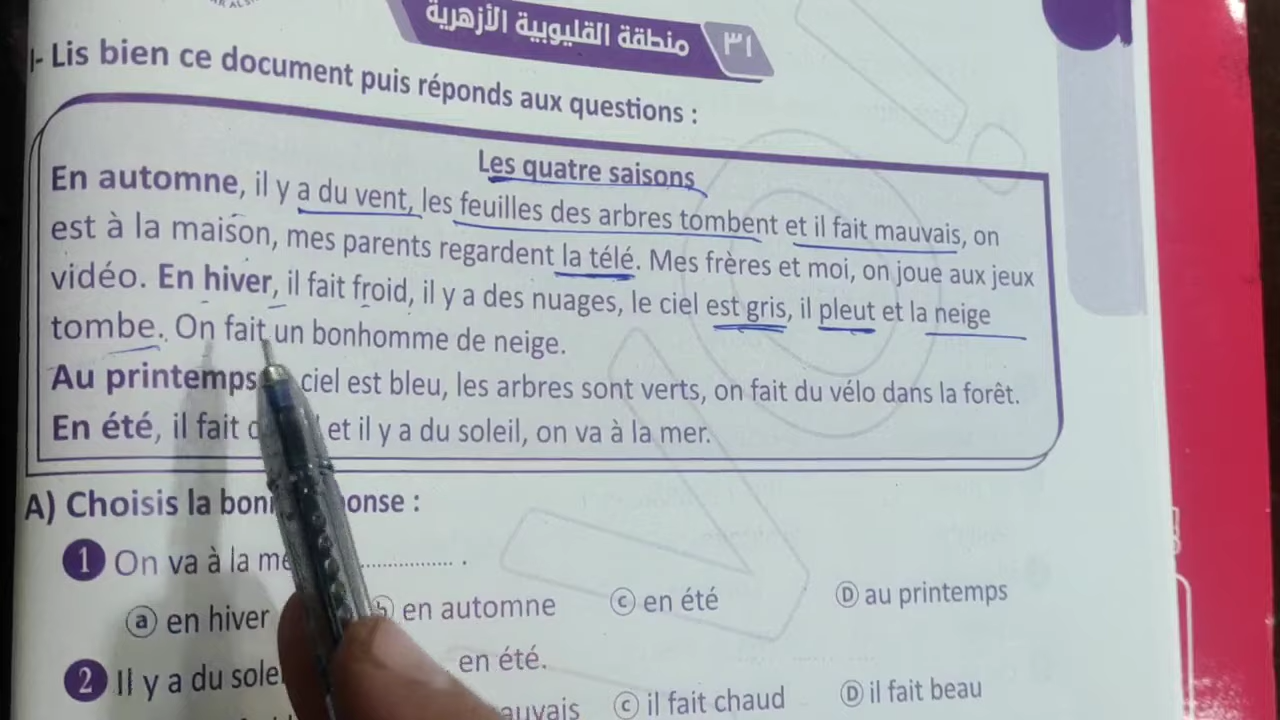 منطقة القليوبية الأزهرية ٣١
I- Lis bien ce document puis réponds aux questions :
Les quatre saisons
En automne, il y a du vent, les feuilles des arbres tombent et il fait mauvais, on
est à la maison, mes parents regardent la télé. Mes frères et moi, on joue aux jeux
vidéo. En hiver, il fait froid, il y a des nuages, le ciel est gris, il pleut et la neige
tombe. On fait un bonhomme de neige.
Au printemps ciel est bleu, les arbres sont verts, on fait du vélo dans la forêt.
En été, il fait et il y a du soleil, on va à la mer.
A) Choisis la :
1 On va à la .................. .
a en hiver b en automne c en été D au printemps
2 Il y a du en été.
c il fait chaud D il fait beau